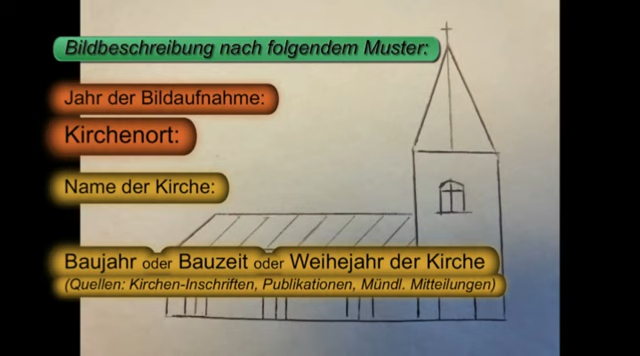 Bildbeschreibung nach folgendem Muster:
Jahr der Bildaufnahme:
Kirchenort:
Name der Kirche:
Baujahr oder Bauzeit oder Weihejahr der Kirche
(Quellen: Kirchen-Inschriften, Publikationen, Mündl. Mitteilungen)